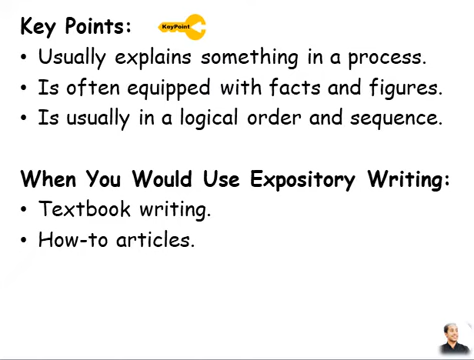 Key Points: KeyPoint
• Usually explains something in a process.
• Is often equipped with facts and figures.
• Is usually in a logical order and sequence.
When You Would Use Expository Writing:
• Textbook writing.
• How-to articles.